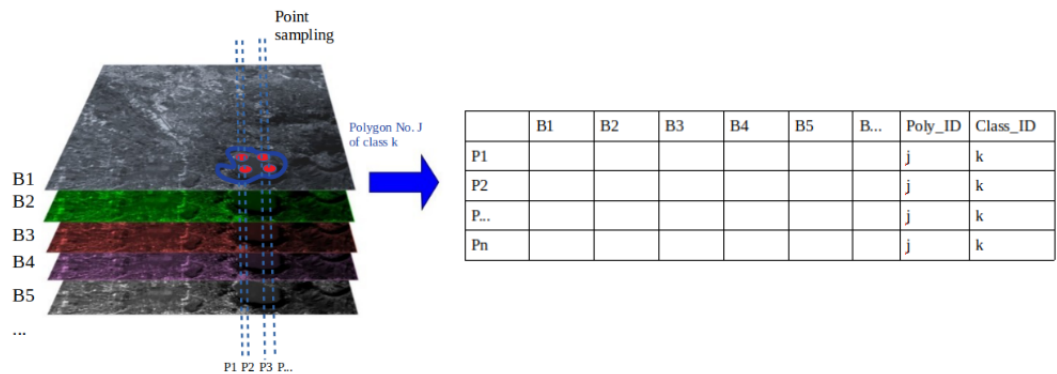 Point
sampling
Polygon No. J
of class k
B1
B2
B3
B4
B5
...
P1 P2 P3 P...
B1 B2 B3 B4 B5 B... Poly_ID Class_ID
P1 j k
P2 j k
P... j k
Pn j k